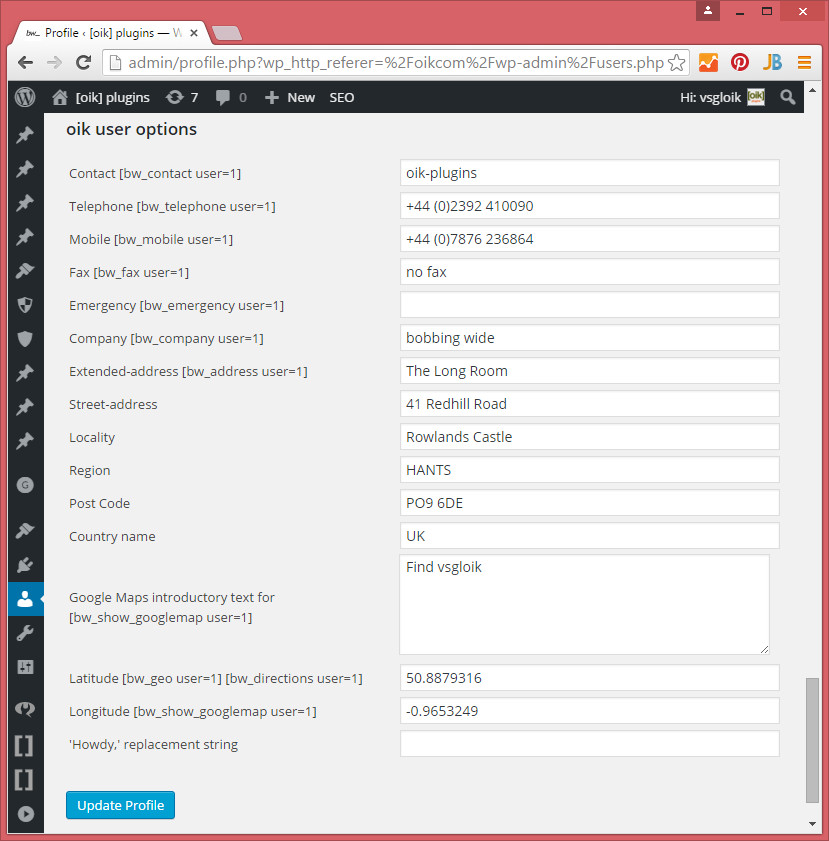 bw_ Profile ‹ [oik] plugins — W
admin/profile.php?wp_http_referer=%2Foikcom%2Fwp-admin%2Fusers.php
JB
[oik] plugins 7 0 New SEO Hi: vsgloik [oik]
oik user options
Contact [bw_contact user=1] oik-plugins
Telephone [bw_telephone user=1] +44 (0)2392 410090
Mobile [bw_mobile user=1] +44 (0)7876 236864
Fax [bw_fax user=1] no fax
Emergency [bw_emergency user=1]
Company [bw_company user=1] bobbing wide
Extended-address [bw_address user=1] The Long Room
Street-address 41 Redhill Road
Locality Rowlands Castle
Region HANTS
Post Code PO9 6DE
Country name UK
Find vsgloik
Google Maps introductory text for
[bw_show_googlemap user=1]
Latitude [bw_geo user=1] [bw_directions user=1] 50.8879316
Longitude [bw_show_googlemap user=1] -0.9653249
'Howdy,' replacement string
Update Profile